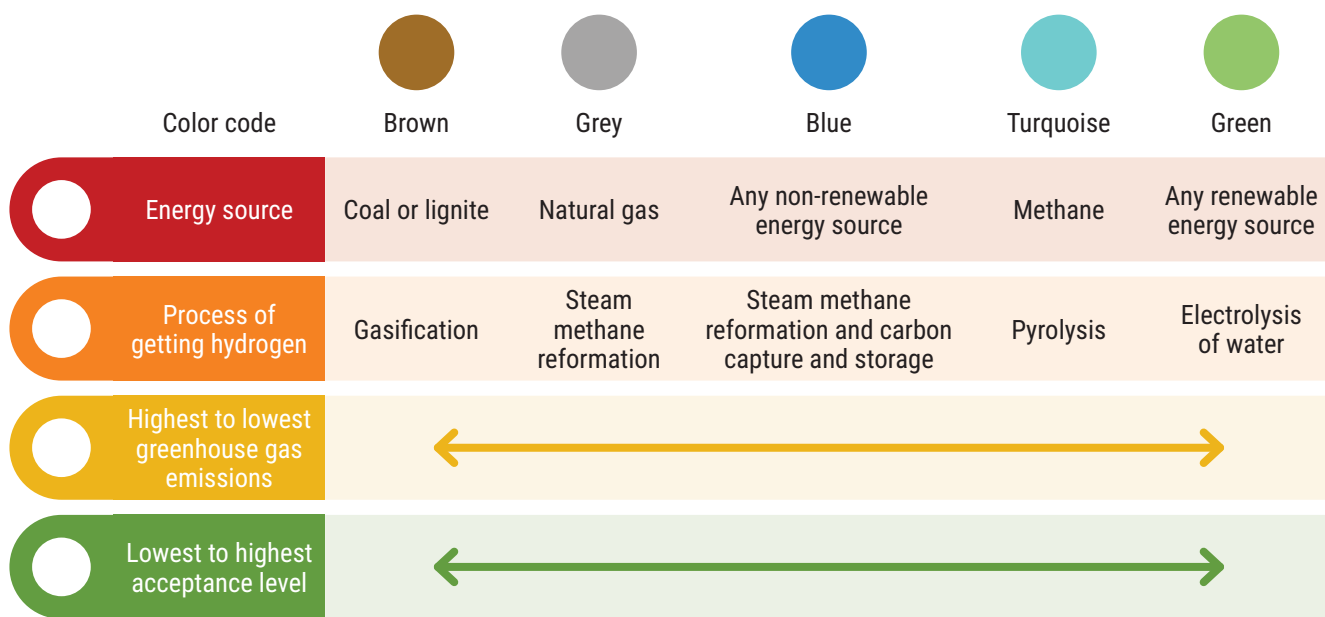 Color code
Brown
Grey
Blue
Turquoise
Green
Energy source
Coal or lignite
Natural gas
Any non-renewable
energy source
Methane
Any renewable
energy source
Process of
getting hydrogen
Gasification
Steam
methane
reformation
Steam methane
reformation and carbon
capture and storage
Pyrolysis
Electrolysis
of water
Highest to lowest
greenhouse gas
emissions
Lowest to highest
acceptance level